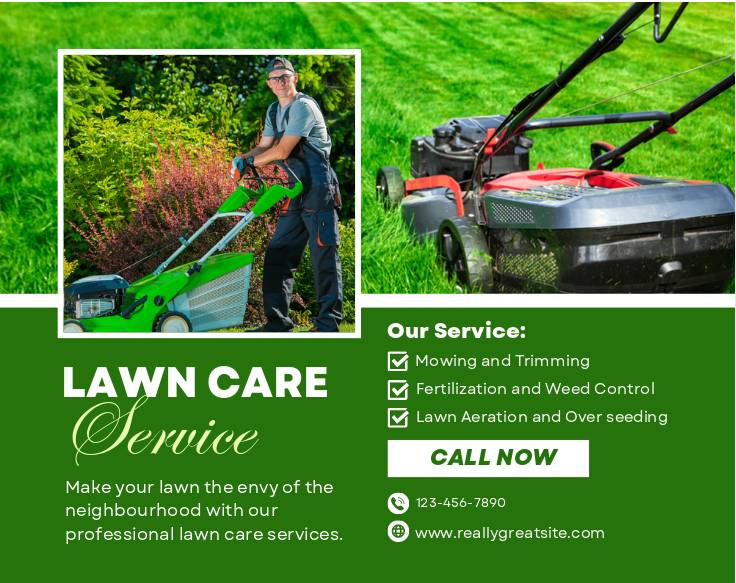 LAWN CARE
Service
Make your lawn the envy of the
neighbourhood with our
professional lawn care services.
Our Service:
Mowing and Trimming
Fertilization and Weed Control
Lawn Aeration and Over seeding
CALL NOW
123-456-7890
www.reallygreatsite.com